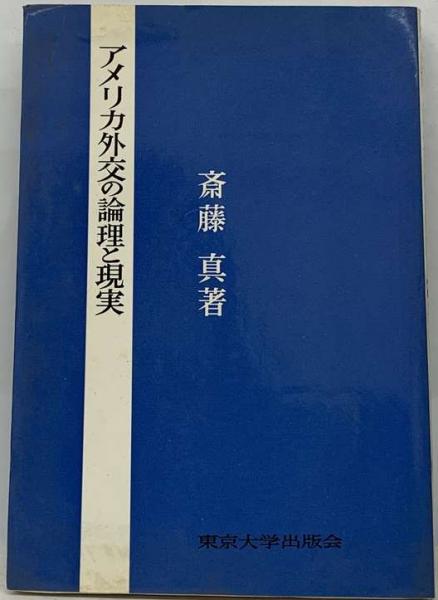 アメリカ外交の論理と現実
斎藤 真著
東京大学出版会